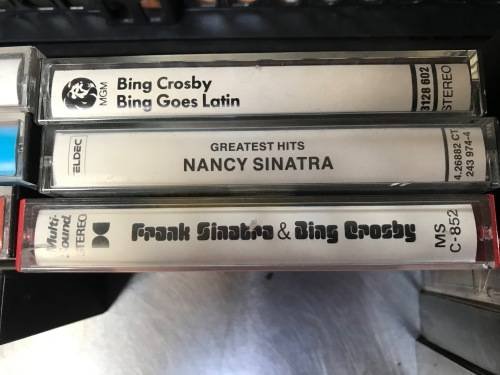 MGM
Bing Crosby
Bing Goes Latin
3128 602
STEREO
ELDEC
GREATEST HITS
NANCY SINATRA
4.26882 CT
243 974-4
Multi-
Sound
STEREO
Frank Sinatra & Bing Crosby
MS
C-852